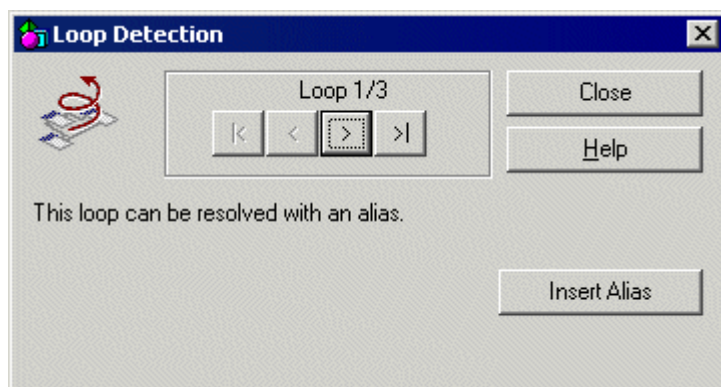 Loop Detection
Loop 1/3
|< < > >|
Close
Help
This loop can be resolved with an alias.
Insert Alias